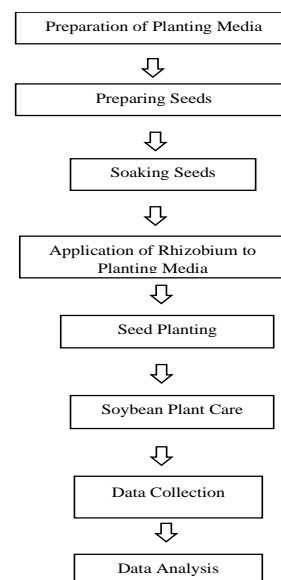 Preparation of Planting Media
Preparing Seeds
Soaking Seeds
Application of Rhizobium to
Planting Media
Seed Planting
Soybean Plant Care
Data Collection
Data Analysis